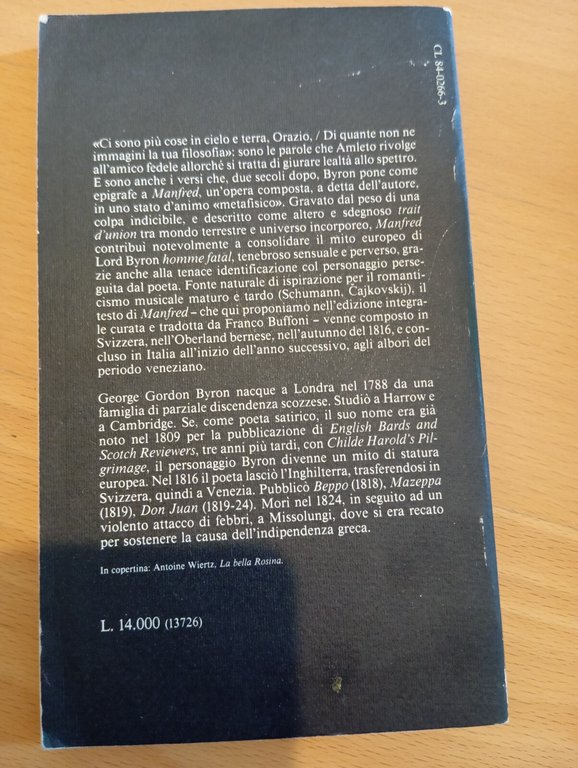 CL 84-0266-3
«Ci sono più cose in cielo e terra, Orazio, / Di quante non ne
immagini la tua filosofia»: sono le parole che Amleto rivolge
all'amico fedele allorché si tratta di giurare lealtà allo spettro.
E sono anche i versi che, due secoli dopo, Byron pone come
epigrafe a Manfred, un'opera composta, a detta dell'autore,
in uno stato d'animo «metafisico». Gravato dal peso di una
colpa indicibile, e descritto come altero e sdegnoso trait
d'union tra mondo terrestre e universo incorporeo, Manfred
contribuì notevolmente a consolidare il mito europeo di
Lord Byron homme fatal, tenebroso sensuale e perverso, gra-
zie anche alla tenace identificazione col personaggio perse-
guita dal poeta. Fonte naturale di ispirazione per il romanti-
cismo musicale maturo e tardo (Schumann, Čajkovskij), il
testo di Manfred – che qui proponiamo nell'edizione integra-
le curata e tradotta da Franco Buffoni – venne composto in
Svizzera, nell'Oberland bernese, nell'autunno del 1816, e con-
cluso in Italia all'inizio dell'anno successivo, agli albori del
periodo veneziano.
George Gordon Byron nacque a Londra nel 1788 da una
famiglia di parziale discendenza scozzese. Studiò a Harrow e
a Cambridge. Se, come poeta satirico, il suo nome era già
noto nel 1809 per la pubblicazione di English Bards and
Scotch Reviewers, tre anni più tardi, con Childe Harold's Pil-
grimage, il personaggio Byron divenne un mito di statura
europea. Nel 1816 il poeta lasciò l'Inghilterra, trasferendosi in
Svizzera, quindi a Venezia. Pubblicò Beppo (1818), Mazeppa
(1819), Don Juan (1819-24). Morì nel 1824, in seguito ad un
violento attacco di febbri, a Missolungi, dove si era recato
per sostenere la causa dell'indipendenza greca.
In copertina: Antoine Wiertz, La bella Rosina.
L. 14.000 (13726)